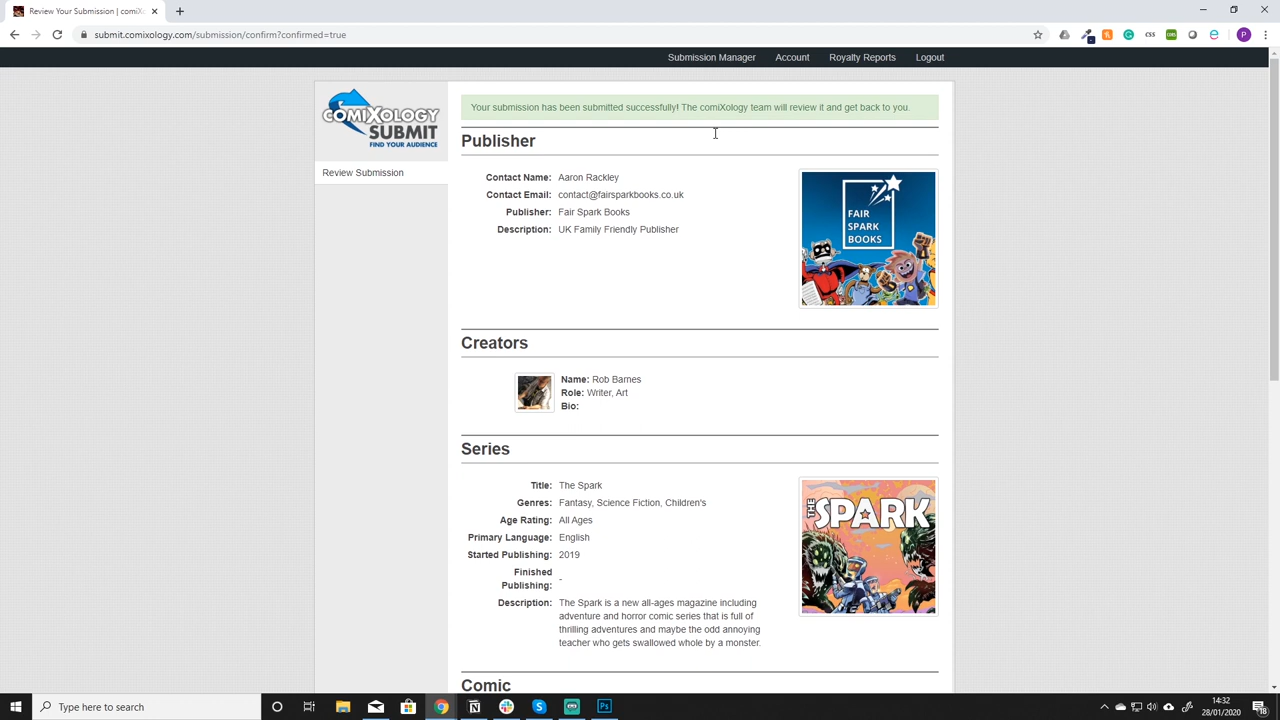 Review Your Submission | comiX
submit.comixology.com/submission/confirm?confirmed=true
Submission Manager Account Royalty Reports Logout
COMIXOLOGY
SUBMIT
FIND YOUR AUDIENCE
Review Submission
Your submission has been submitted successfully! The comiXology team will review it and get back to you.
Publisher
Contact Name: Aaron Rackley
Contact Email: contact@fairsparkbooks.co.uk
Publisher: Fair Spark Books
Description: UK Family Friendly Publisher
FAIR
SPARK
BOOKS
Creators
Name: Rob Barnes
Role: Writer, Art
Bio:
Series
Title: The Spark
Genres: Fantasy, Science Fiction, Children's
Age Rating: All Ages
Primary Language: English
Started Publishing: 2019
Finished
Publishing: -
Description: The Spark is a new all-ages magazine including
adventure and horror comic series that is full of
thrilling adventures and maybe the odd annoying
teacher who gets swallowed whole by a monster.
THE SPARK
Comic
Type here to search
14:32
28/01/2020
18